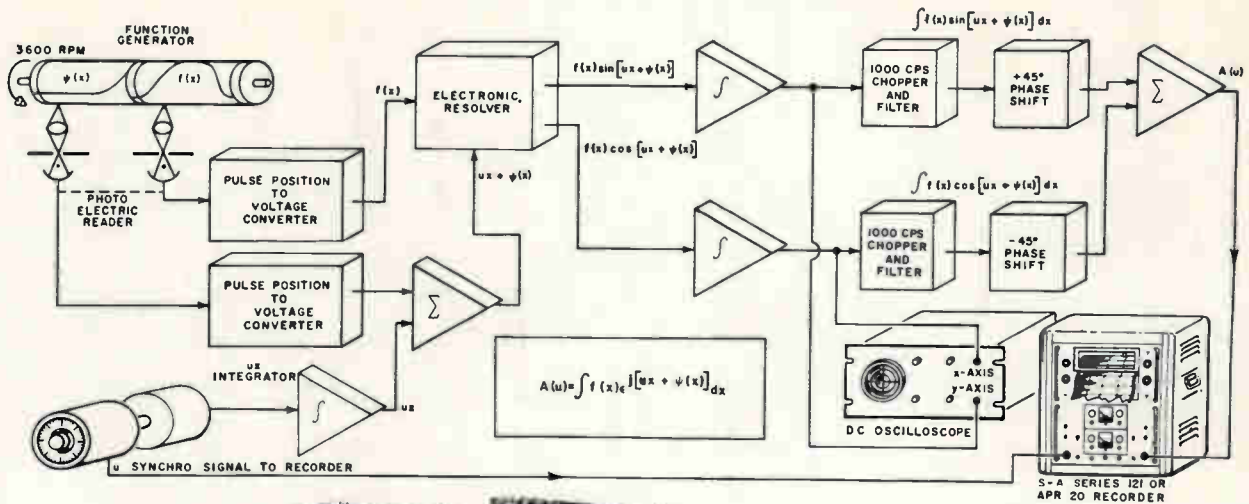 FUNCTION
GENERATOR
3600 RPM
ψ(x)
f(x)
PHOTO
ELECTRIC
READER
PULSE POSITION
TO
VOLTAGE
CONVERTER
f(x)
PULSE POSITION
TO
VOLTAGE
CONVERTER
Σ
ux + ψ(x)
ELECTRONIC
RESOLVER
f(x) sin[ux + ψ(x)]
f(x) cos[ux + ψ(x)]
∫
∫
∫f(x) sin[ux + ψ(x)] dx
1000 CPS
CHOPPER
AND
FILTER
+45°
PHASE
SHIFT
Σ
A(u)
∫f(x) cos[ux + ψ(x)] dx
1000 CPS
CHOPPER
AND
FILTER
-45°
PHASE
SHIFT
ux
INTEGRATOR
∫
ux
A(u)=∫f(x)ϵ j[ux + ψ(x)] dx
X-AXIS
Y-AXIS
DC OSCILLOSCOPE
u SYNCHRO SIGNAL TO RECORDER
S-A SERIES 121 OR
APR 20 RECORDER